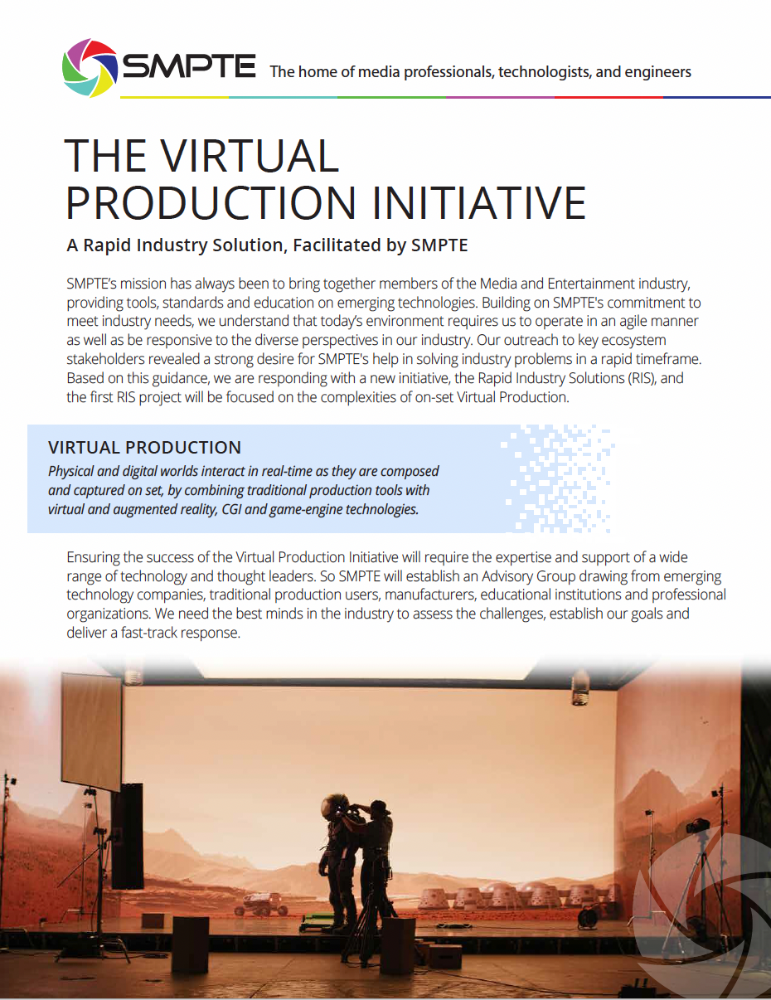 SMPTE The home of media professionals, technologists, and engineers
THE VIRTUAL
PRODUCTION INITIATIVE
A Rapid Industry Solution, Facilitated by SMPTE
SMPTE’s mission has always been to bring together members of the Media and Entertainment industry,
providing tools, standards and education on emerging technologies. Building on SMPTE's commitment to
meet industry needs, we understand that today’s environment requires us to operate in an agile manner
as well as be responsive to the diverse perspectives in our industry. Our outreach to key ecosystem
stakeholders revealed a strong desire for SMPTE's help in solving industry problems in a rapid timeframe.
Based on this guidance, we are responding with a new initiative, the Rapid Industry Solutions (RIS), and
the first RIS project will be focused on the complexities of on-set Virtual Production.
VIRTUAL PRODUCTION
Physical and digital worlds interact in real-time as they are composed
and captured on set, by combining traditional production tools with
virtual and augmented reality, CGI and game-engine technologies.
Ensuring the success of the Virtual Production Initiative will require the expertise and support of a wide
range of technology and thought leaders. So SMPTE will establish an Advisory Group drawing from emerging
technology companies, traditional production users, manufacturers, educational institutions and professional
organizations. We need the best minds in the industry to assess the challenges, establish our goals and
deliver a fast-track response.